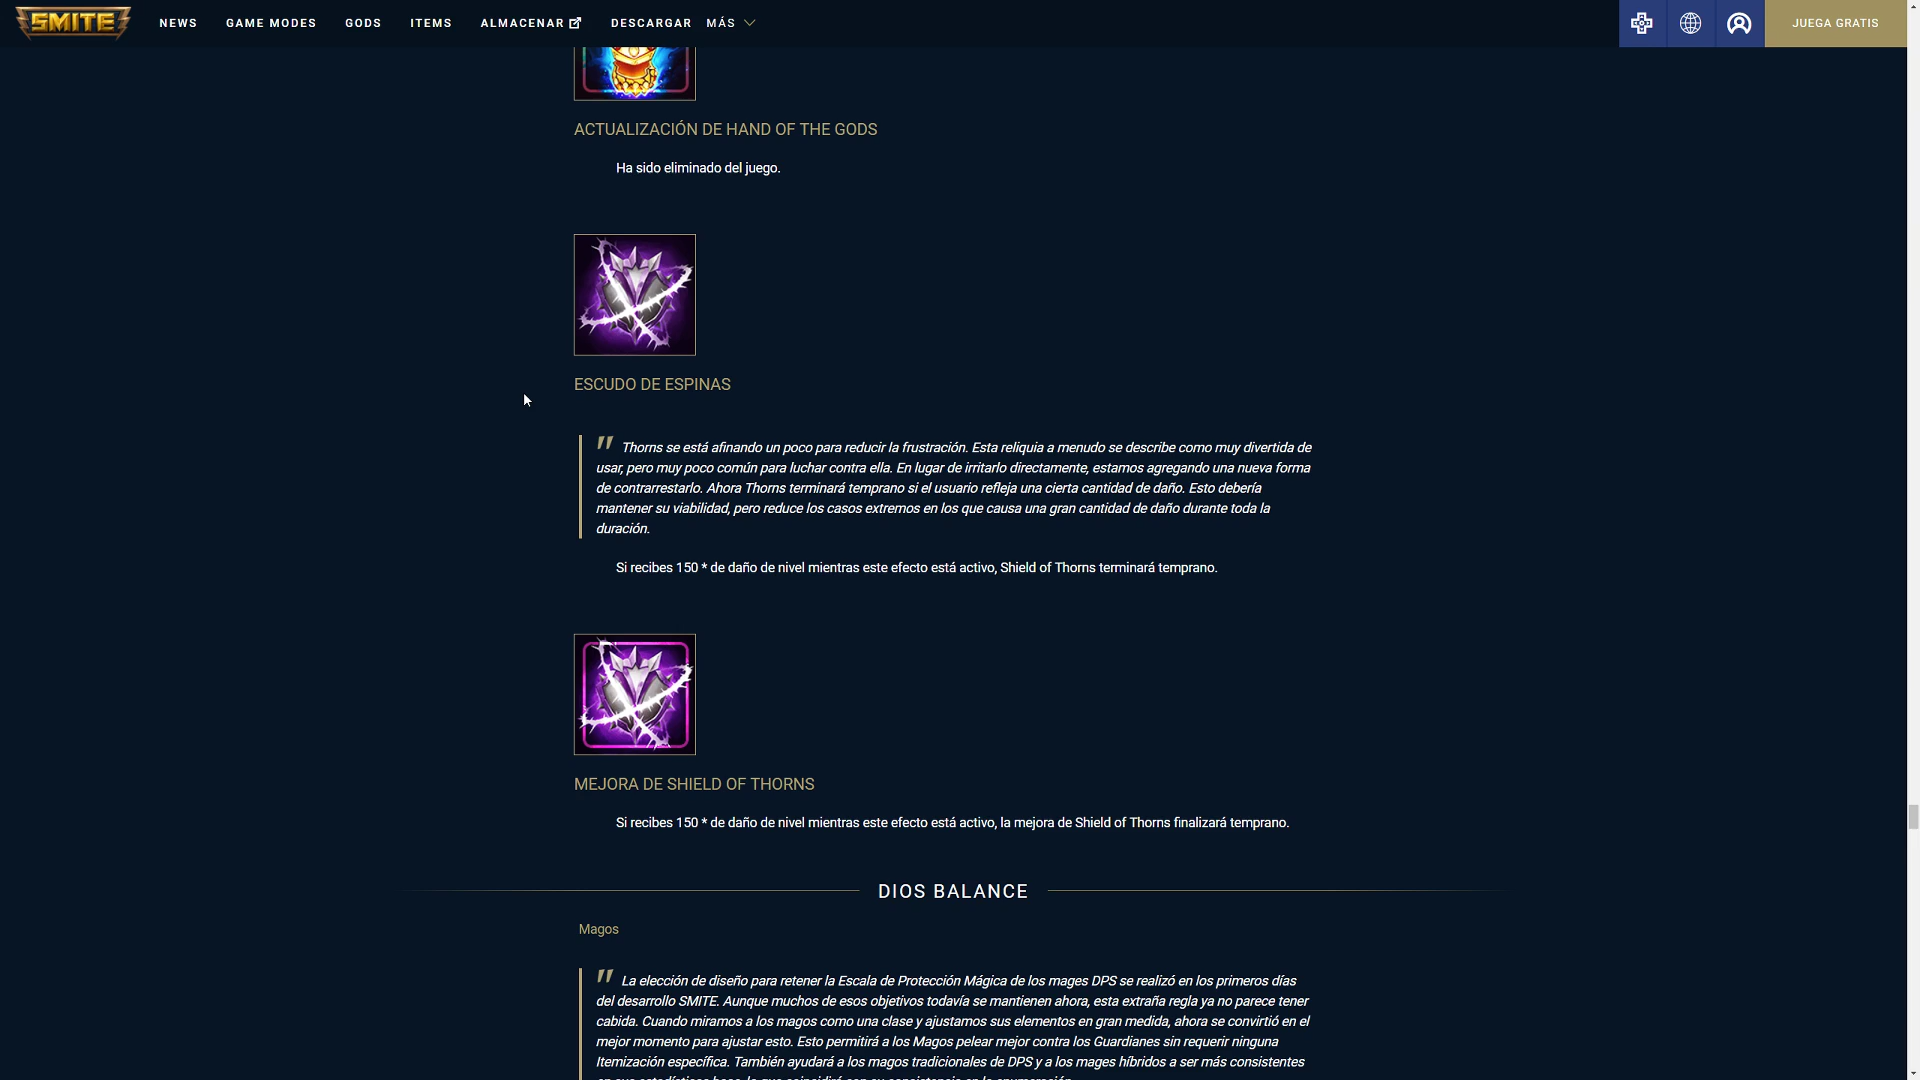 SMITE
NEWS GAME MODES GODS ITEMS ALMACENAR DESCARGAR MÁS JUEGA GRATIS
ACTUALIZACIÓN DE HAND OF THE GODS
Ha sido eliminado del juego.
ESCUDO DE ESPINAS
" Thorns se está afinando un poco para reducir la frustración. Esta reliquia a menudo se describe como muy divertida de
usar, pero muy poco común para luchar contra ella. En lugar de irritarlo directamente, estamos agregando una nueva forma
de contrarrestarlo. Ahora Thorns terminará temprano si el usuario refleja una cierta cantidad de daño. Esto debería
mantener su viabilidad, pero reduce los casos extremos en los que causa una gran cantidad de daño durante toda la
duración.
Si recibes 150 * de daño de nivel mientras este efecto está activo, Shield of Thorns terminará temprano.
MEJORA DE SHIELD OF THORNS
Si recibes 150 * de daño de nivel mientras este efecto está activo, la mejora de Shield of Thorns finalizará temprano.
DIOS BALANCE
Magos
" La elección de diseño para retener la Escala de Protección Mágica de los mages DPS se realizó en los primeros días
del desarrollo SMITE. Aunque muchos de esos objetivos todavía se mantienen ahora, esta extraña regla ya no parece tener
cabida. Cuando miramos a los magos como una clase y ajustamos sus elementos en gran medida, ahora se convirtió en el
mejor momento para ajustar esto. Esto permitirá a los Magos pelear mejor contra los Guardianes sin requerir ninguna
Itemización específica. También ayudará a los magos tradicionales de DPS y a los mages híbridos a ser más consistentes